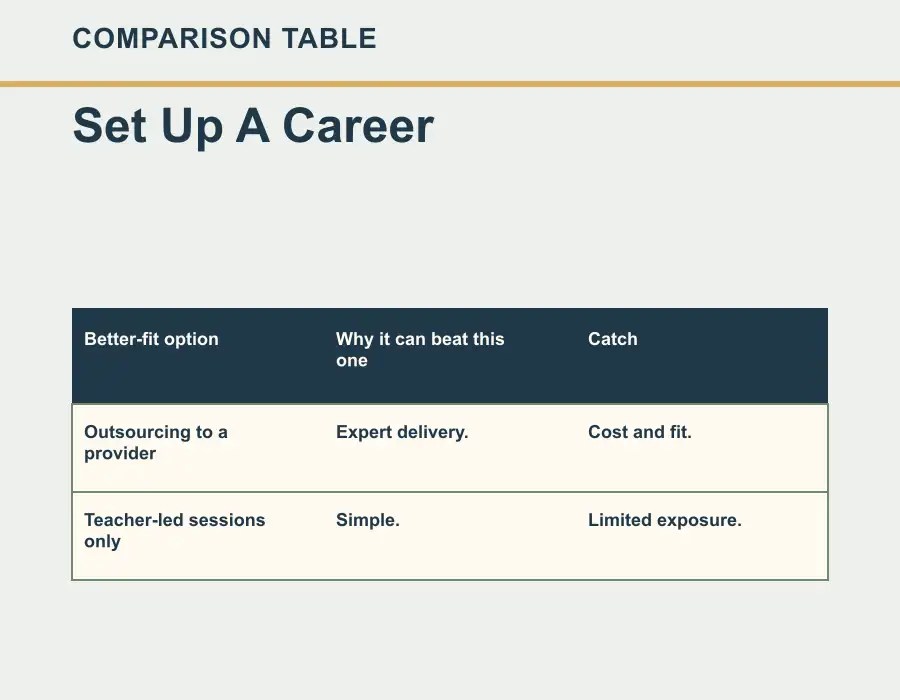 COMPARISON TABLE
Set Up A Career
Better-fit option
Why it can beat this
one
Catch
Outsourcing to a
provider
Expert delivery.
Cost and fit.
Teacher-led sessions
only
Simple.
Limited exposure.